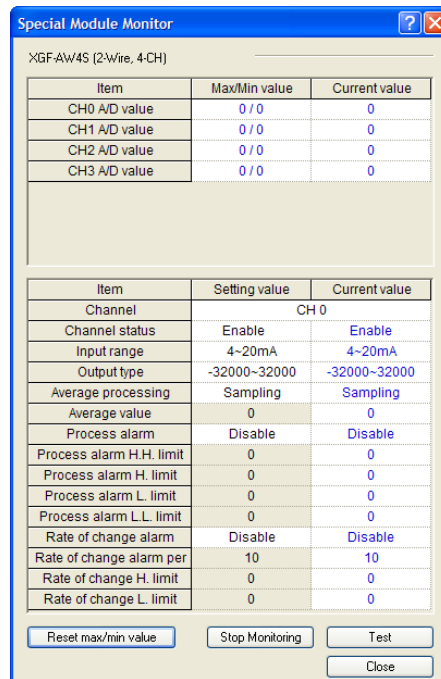 Special Module Monitor
XGF-AW4S (2-Wire, 4-CH)
Item Max/Min value Current value
CH0 A/D value 0 / 0 0
CH1 A/D value 0 / 0 0
CH2 A/D value 0 / 0 0
CH3 A/D value 0 / 0 0
Item Setting value Current value
Channel CH 0
Channel status Enable Enable
Input range 4~20mA 4~20mA
Output type -32000~32000 -32000~32000
Average processing Sampling Sampling
Average value 0 0
Process alarm Disable Disable
Process alarm H.H. limit 0 0
Process alarm H. limit 0 0
Process alarm L. limit 0 0
Process alarm L.L. limit 0 0
Rate of change alarm Disable Disable
Rate of change alarm per 10 10
Rate of change H. limit 0 0
Rate of change L. limit 0 0
Reset max/min value Stop Monitoring Test
Close